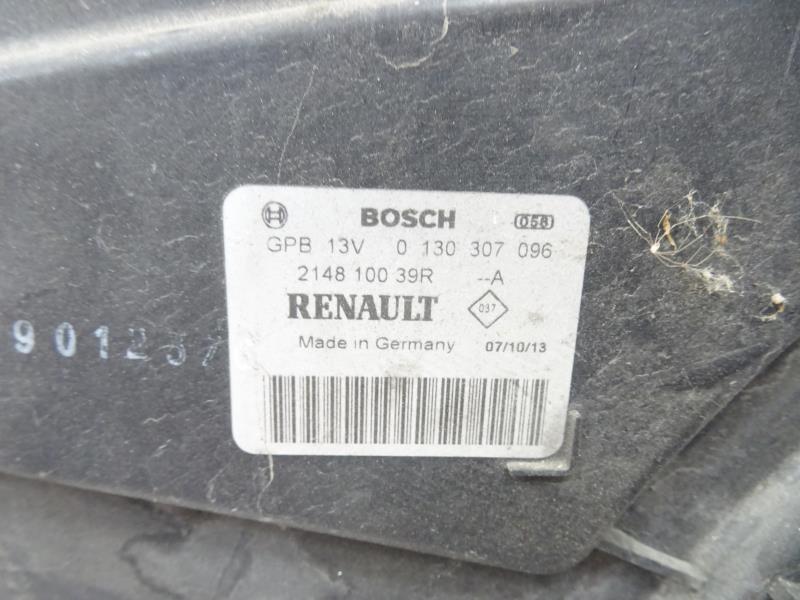 BOSCH 058
GPB 13V 0 130 307 096
2148 100 39R --A
RENAULT 037
Made in Germany 07/10/13